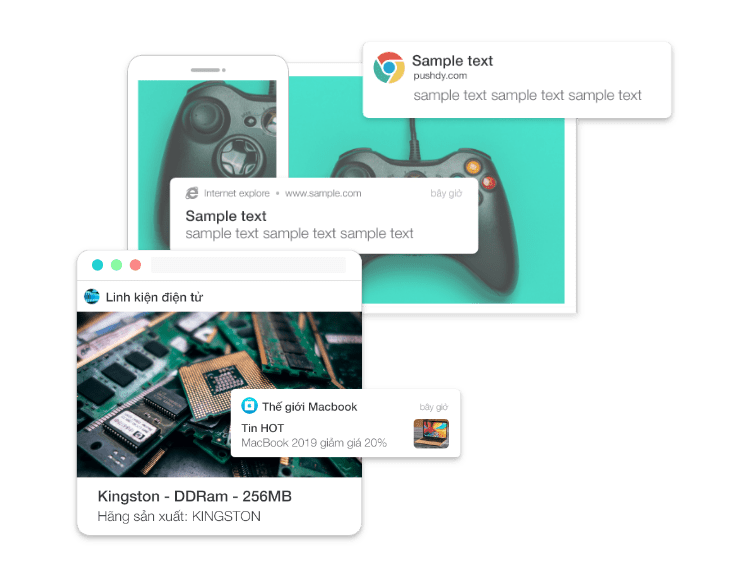 Sample text
pushdy.com
sample text sample text sample text
Internet explore • www.sample.com bây giờ
Sample text
sample text sample text sample text
Linh kiện điện tử
Thế giới Macbook bây giờ
Tin HOT
MacBook 2019 giảm giá 20%
Kingston - DDRam - 256MB
Hãng sản xuất: KINGSTON